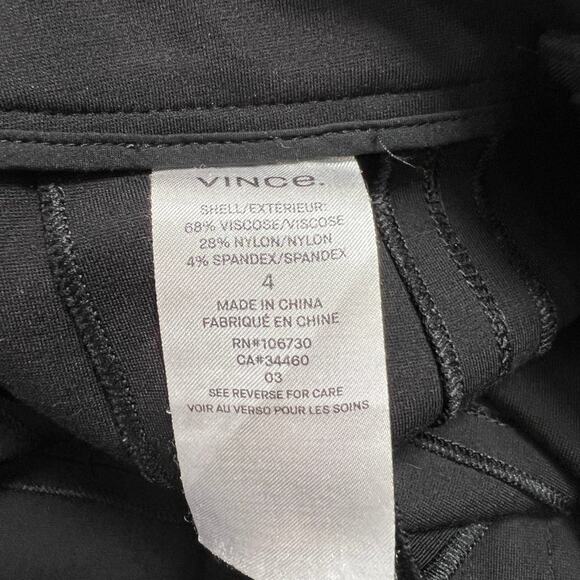 VINCe.
SHELL/EXTÉRIEUR:
68% VISCOSE/VISCOSE
28% NYLON/NYLON
4% SPANDEX/SPANDEX
4
MADE IN CHINA
FABRIQUÉ EN CHINE
RN#106730
CA#34460
03
SEE REVERSE FOR CARE
VOIR AU VERSO POUR LES SOINS